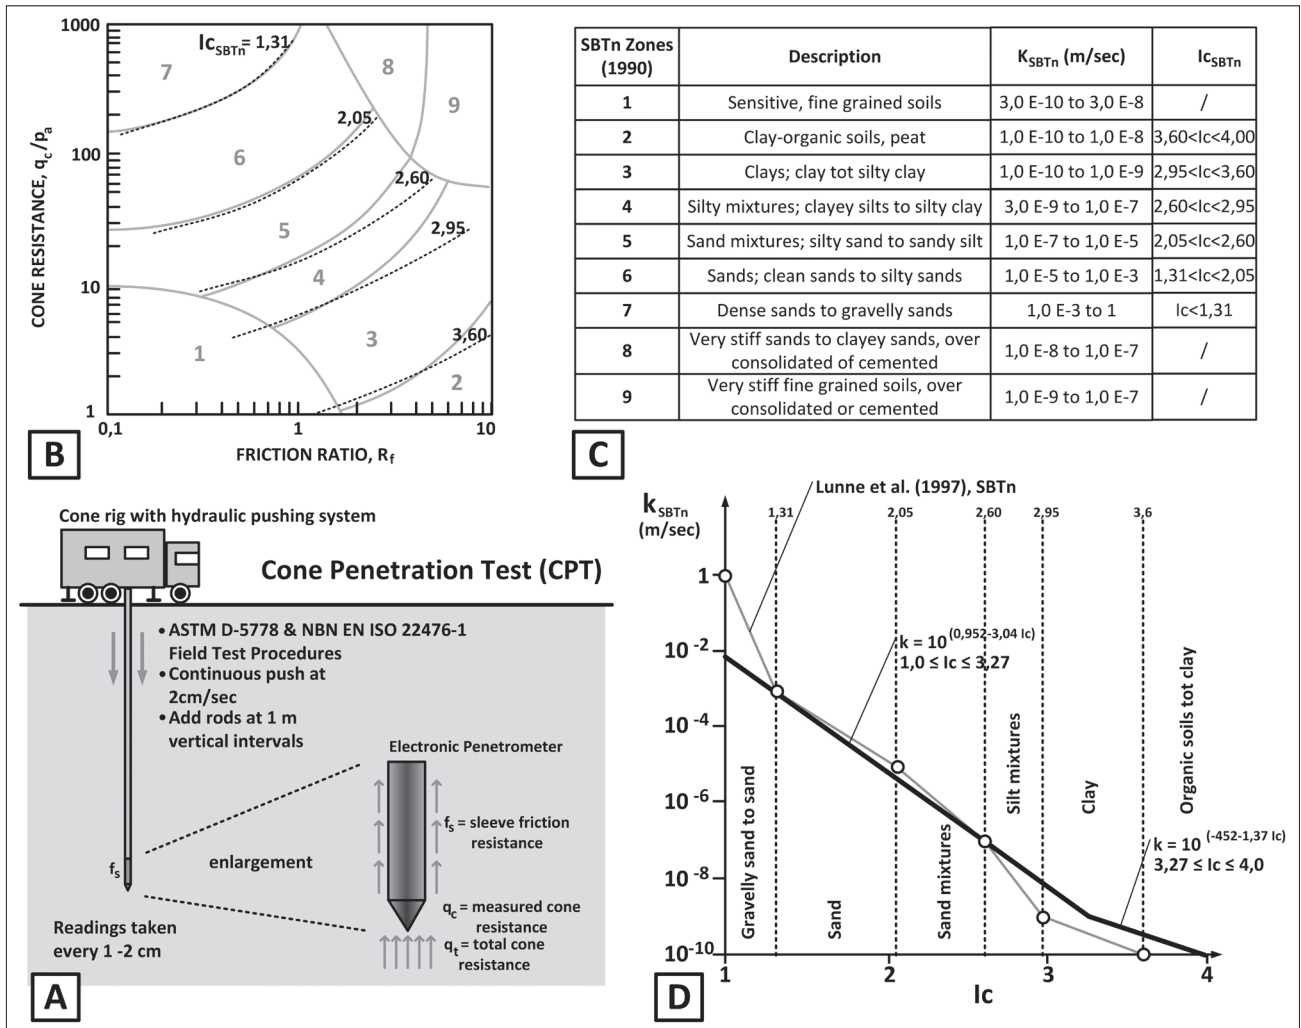 1000
100
10
1
0,1
1
10
CONE RESISTANCE, qc/pa
FRICTION RATIO, Rf
IcSBTn= 1,31
2,05
2,60
2,95
3,60
7
8
9
6
5
4
3
1
2
B
SBTn Zones (1990) Description KSBTn (m/sec) IcSBTn
1 Sensitive, fine grained soils 3,0 E-10 to 3,0 E-8 /
2 Clay-organic soils, peat 1,0 E-10 to 1,0 E-8 3,60<Ic<4,00
3 Clays; clay tot silty clay 1,0 E-10 to 1,0 E-9 2,95<Ic<3,60
4 Silty mixtures; clayey silts to silty clay 3,0 E-9 to 1,0 E-7 2,60<Ic<2,95
5 Sand mixtures; silty sand to sandy silt 1,0 E-7 to 1,0 E-5 2,05<Ic<2,60
6 Sands; clean sands to silty sands 1,0 E-5 to 1,0 E-3 1,31<Ic<2,05
7 Dense sands to gravelly sands 1,0 E-3 to 1 Ic<1,31
8 Very stiff sands to clayey sands, over consolidated of cemented 1,0 E-8 to 1,0 E-7 /
9 Very stiff fine grained soils, over consolidated or cemented 1,0 E-9 to 1,0 E-7 /
C
Cone rig with hydraulic pushing system
Cone Penetration Test (CPT)
• ASTM D-5778 & NBN EN ISO 22476-1
Field Test Procedures
• Continuous push at
2cm/sec
• Add rods at 1 m
vertical intervals
Electronic Penetrometer
fs = sleeve friction
resistance
fs
enlargement
qc = measured cone
resistance
qt = total cone
resistance
Readings taken
every 1 -2 cm
A
Lunne et al. (1997), SBTn
kSBTn
(m/sec)
1,31
2,05
2,60
2,95
3,6
1
10-2
10-4
10-6
10-8
10-10
k = 10 (0,952-3,04 Ic)
1,0 ≤ Ic ≤ 3,27
Gravelly sand to sand
Sand
Sand mixtures
Silt mixtures
Clay
Organic soils tot clay
k = 10 (-452-1,37 Ic)
3,27 ≤ Ic ≤ 4,0
1
2
3
4
Ic
D